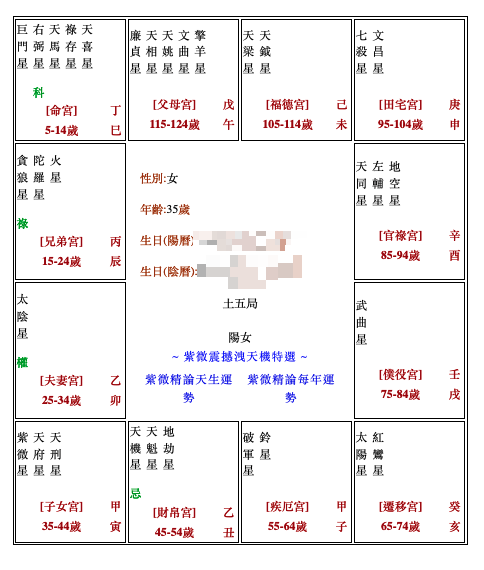 巨右天祿天
門弼馬存喜
星星星星星
科
[命宮] 丁
5-14歲 巳
廉天天文擎
貞相姚曲羊
星星星星星
[父母宮] 戊
115-124歲 午
天天
梁鉞
星星
[福德宮] 己
105-114歲 未
七文
殺昌
星星
[田宅宮] 庚
95-104歲 申
貪陀火
狼羅星
星星
祿
[兄弟宮] 丙
15-24歲 辰
性別:女
年齡:35歲
生日(陽曆)
生日(陰曆):
土五局
陽女
~ 紫微震撼洩天機特選 ~
紫微精論天生運勢
紫微精論每年運勢
天左地
同輔空
星星星
[官祿宮] 辛
85-94歲 酉
太
陰
星
權
[夫妻宮] 乙
25-34歲 卯
武
曲
星
[僕役宮] 壬
75-84歲 戌
紫天天
微府刑
星星星
[子女宮] 甲
35-44歲 寅
天天地
機魁劫
星星星
忌
[財帛宮] 乙
45-54歲 丑
破鈴
軍星
星
[疾厄宮] 甲
55-64歲 子
太紅
陽鸞
星星
[遷移宮] 癸
65-74歲 亥